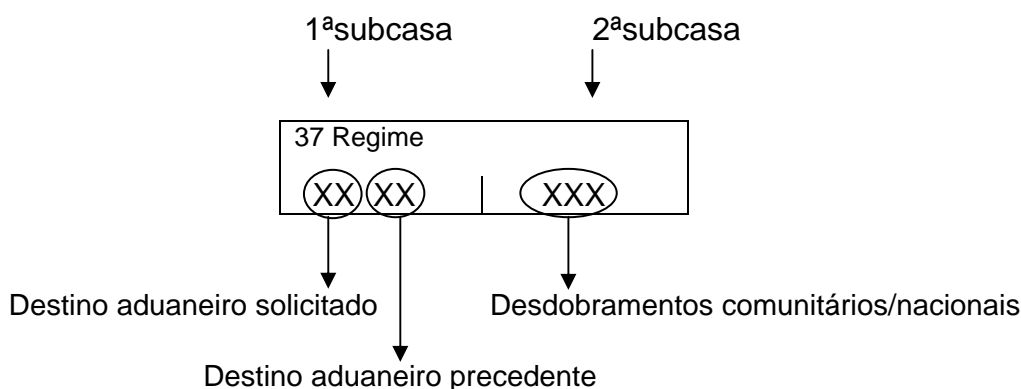 1ªsubcasa 2ªsubcasa
37 Regime
XX XX XXX
Destino aduaneiro solicitado Desdobramentos comunitários/nacionais
Destino aduaneiro precedente